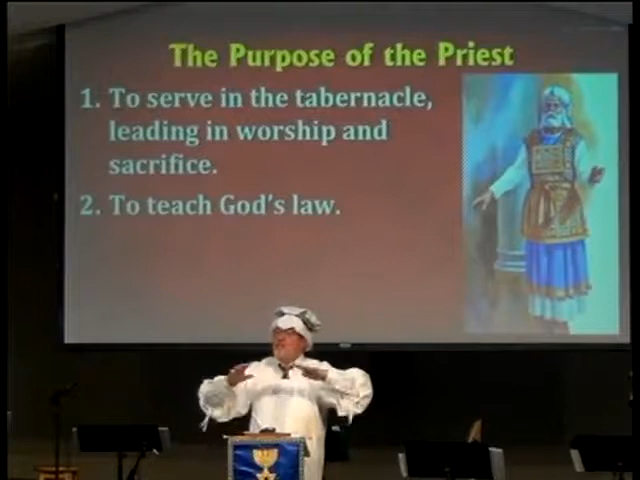 The Purpose of the Priest
1. To serve in the tabernacle,
leading in worship and
sacrifice.
2. To teach God's law.